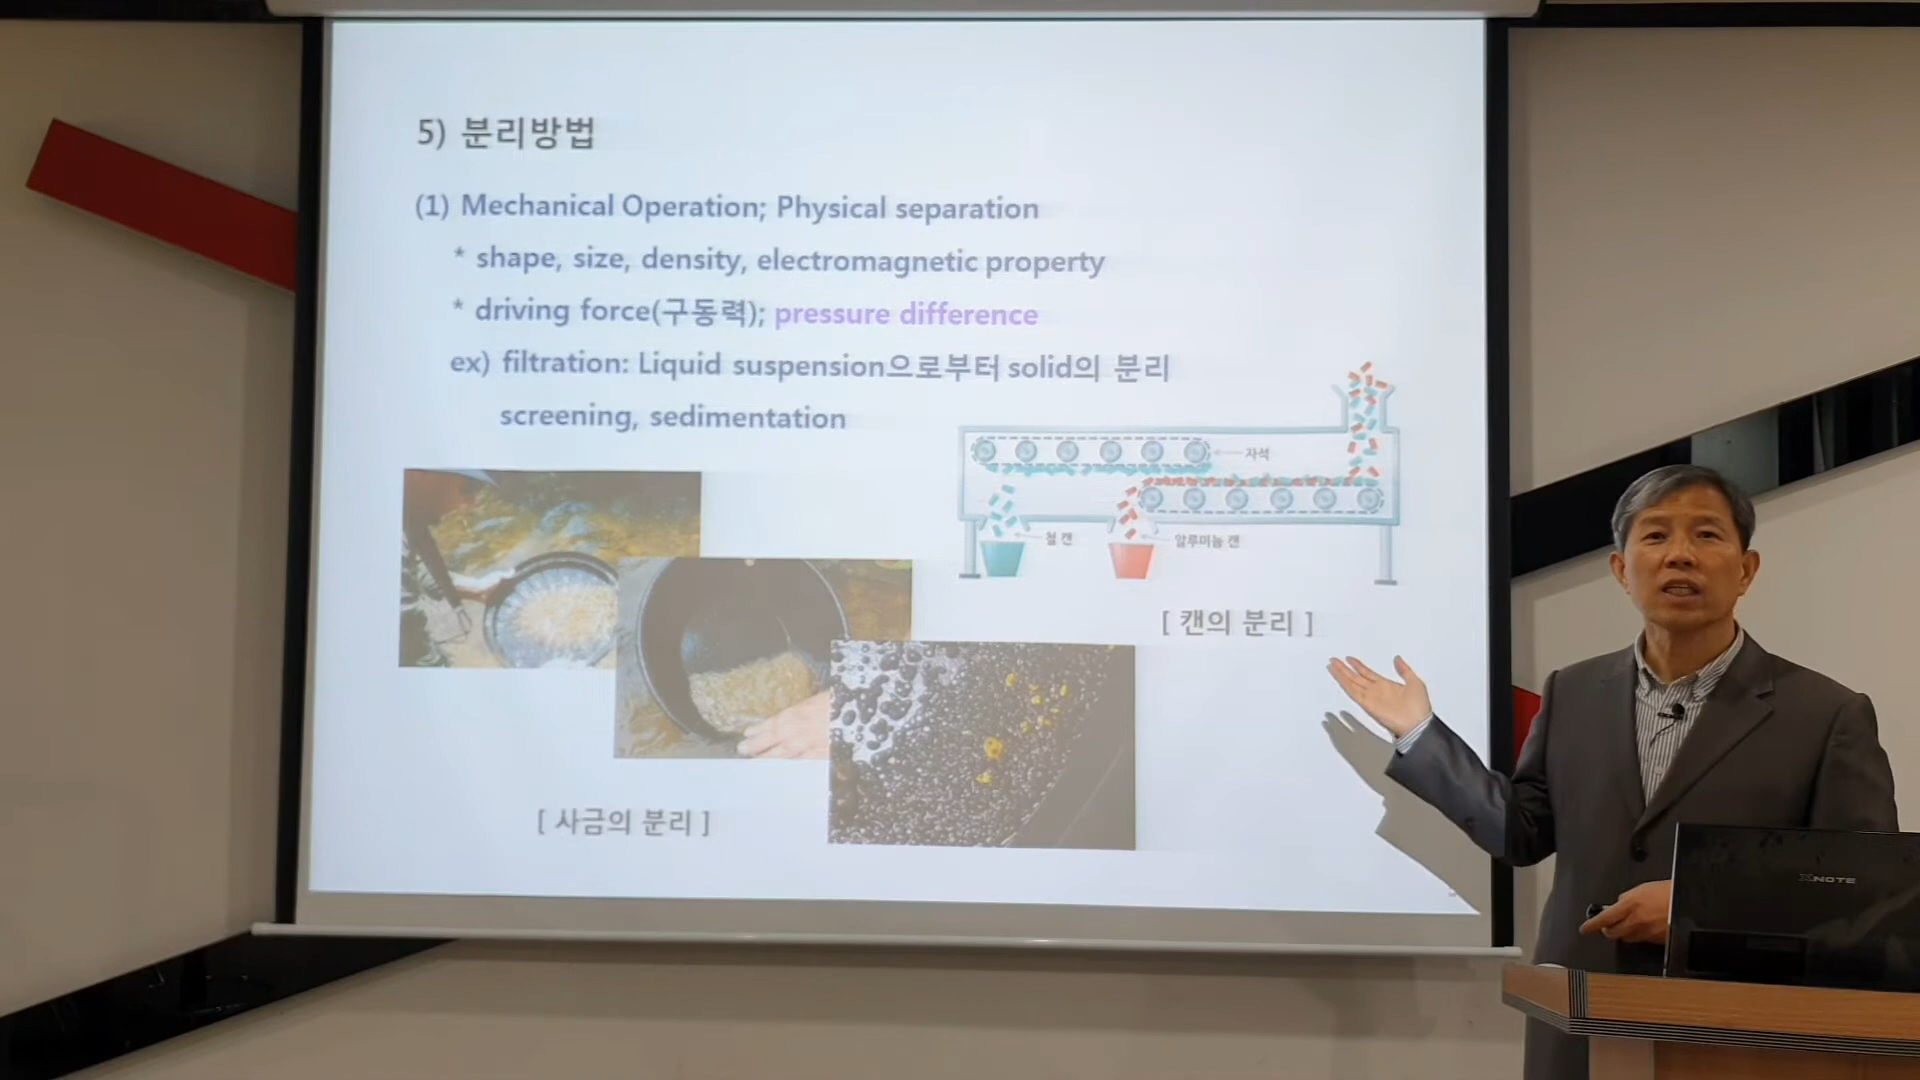 5) 분리방법
(1) Mechanical Operation; Physical separation
* shape, size, density, electromagnetic property
* driving force(구동력); pressure difference
ex) filtration: Liquid suspension으로부터 solid의 분리
screening, sedimentation
자석
철 캔
알루미늄 캔
[ 캔의 분리 ]
[ 사금의 분리 ]
XNOTE